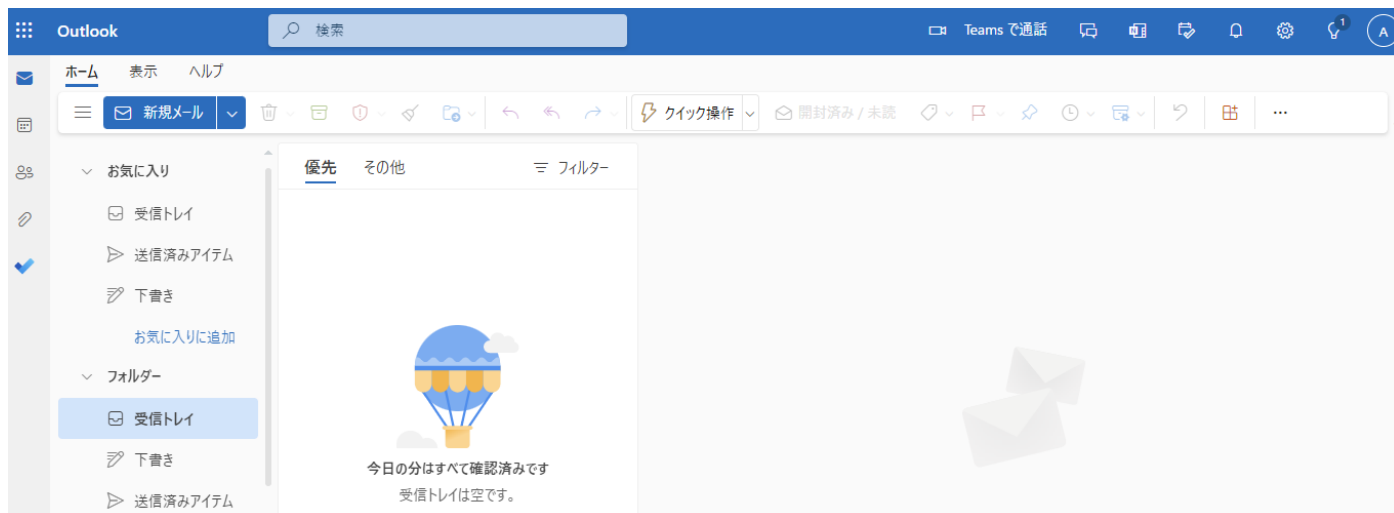 Outlook
検索
Teams で通話
1
A
ホーム 表示 ヘルプ
新規メール
クイック操作
開封済み / 未読
お気に入り
受信トレイ
送信済みアイテム
下書き
お気に入りに追加
フォルダー
受信トレイ
下書き
送信済みアイテム
優先 その他 フィルター
今日の分はすべて確認済みです
受信トレイは空です。